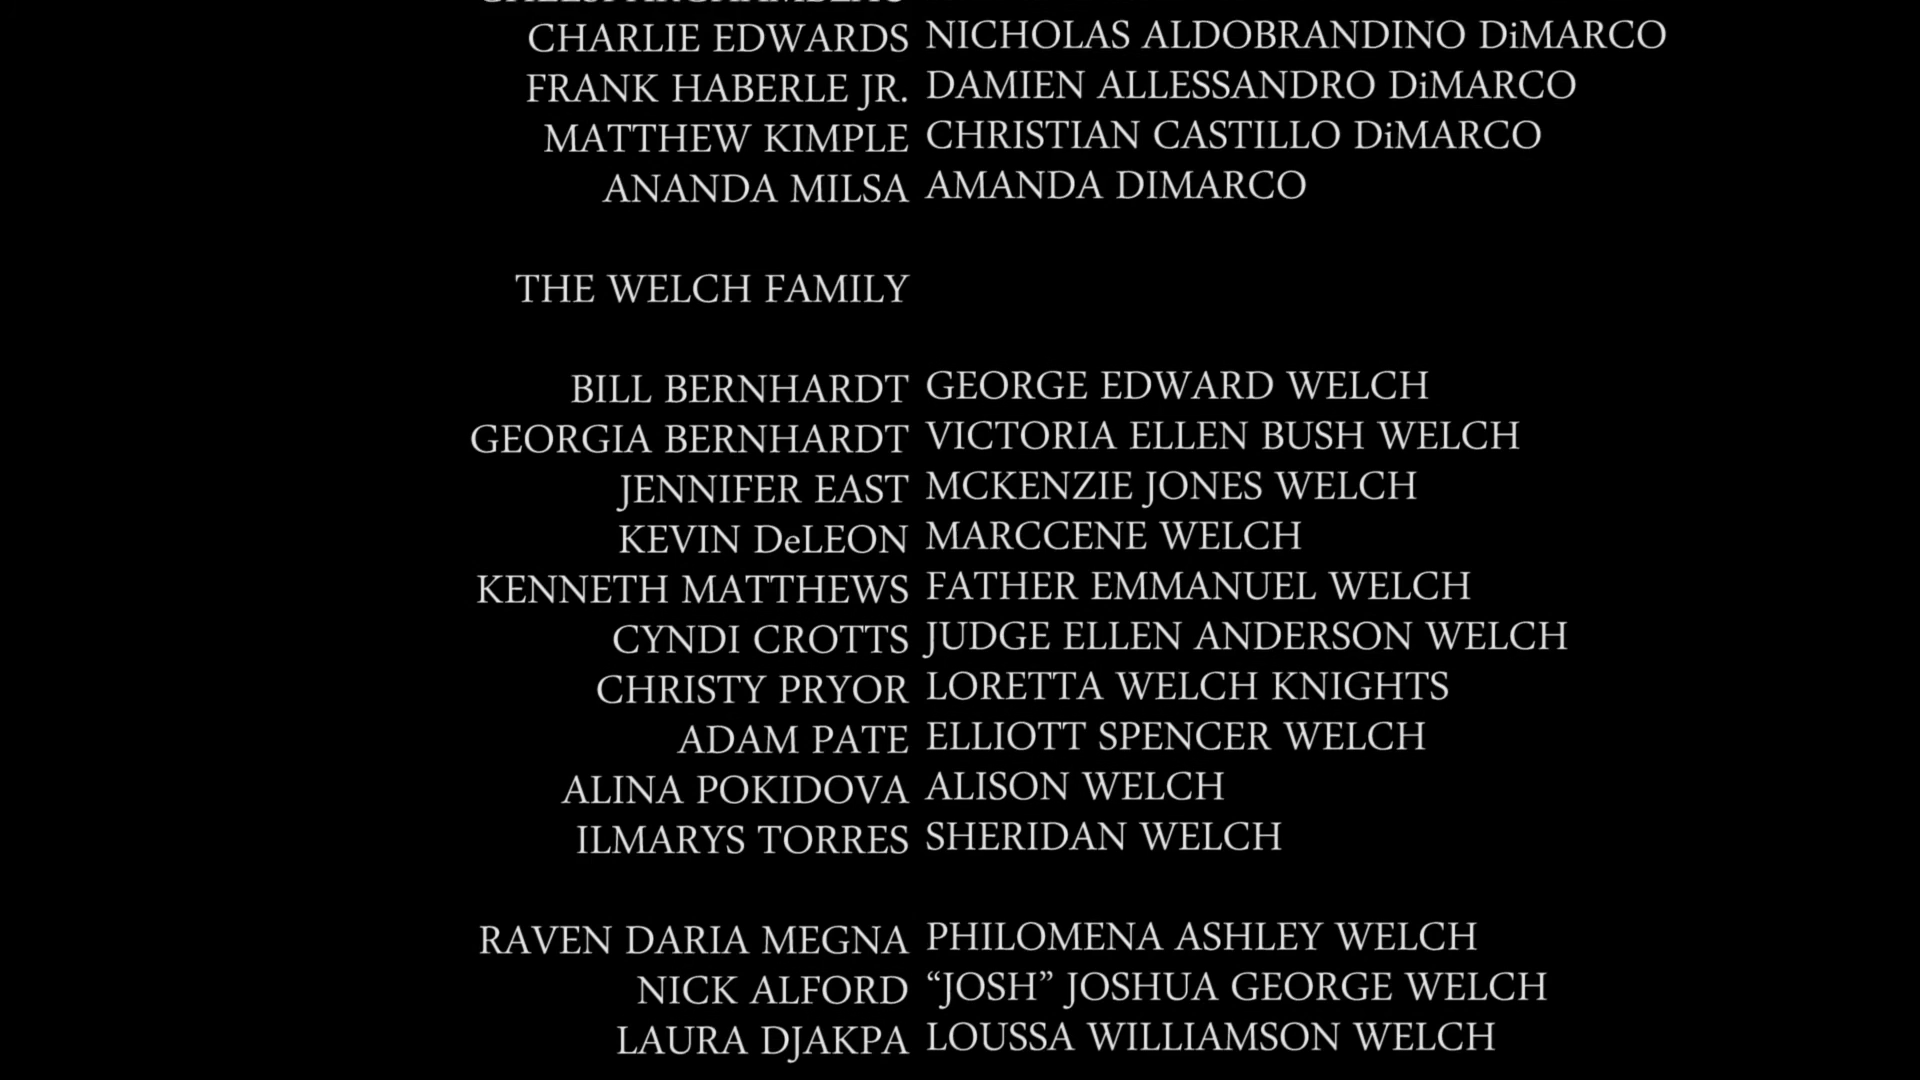 CHARLIE EDWARDS NICHOLAS ALDOBRANDINO DiMARCO
FRANK HABERLE JR. DAMIEN ALLESSANDRO DiMARCO
MATTHEW KIMPLE CHRISTIAN CASTILLO DiMARCO
ANANDA MILSA AMANDA DIMARCO
THE WELCH FAMILY
BILL BERNHARDT GEORGE EDWARD WELCH
GEORGIA BERNHARDT VICTORIA ELLEN BUSH WELCH
JENNIFER EAST MCKENZIE JONES WELCH
KEVIN DeLEON MARCCENE WELCH
KENNETH MATTHEWS FATHER EMMANUEL WELCH
CYNDI CROTTS JUDGE ELLEN ANDERSON WELCH
CHRISTY PRYOR LORETTA WELCH KNIGHTS
ADAM PATE ELLIOTT SPENCER WELCH
ALINA POKIDOVA ALISON WELCH
ILMARYS TORRES SHERIDAN WELCH
RAVEN DARIA MEGNA PHILOMENA ASHLEY WELCH
NICK ALFORD “JOSH” JOSHUA GEORGE WELCH
LAURA DJAKPA LOUSSA WILLIAMSON WELCH